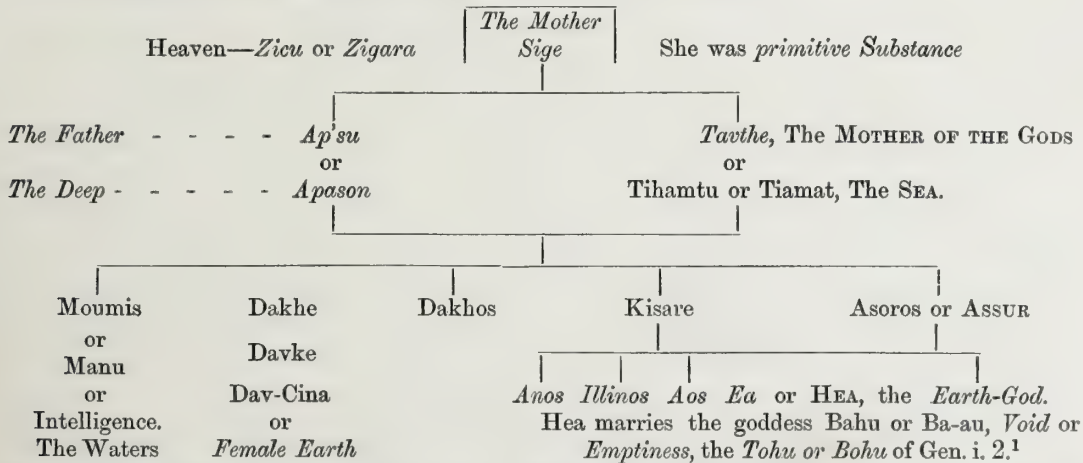 The Mother
Heaven—Zicu or Zigara Sige She was primitive Substance
The Father - - - - Ap'su Tavthe, The MOTHER OF THE GODS
or or
The Deep - - - - - Apason Tihamtu or Tiamat, The SEA.
Moumis Dakhe Dakhos Kisare Asoros or ASSUR
or
Manu Davke
or Dav-Cina Anos Illinos Aos Ea or HEA, the Earth-God.
Intelligence. or Hea marries the goddess Bahu or Ba-au, Void or
The Waters Female Earth Emptiness, the Tohu or Bohu of Gen. i. 2.¹